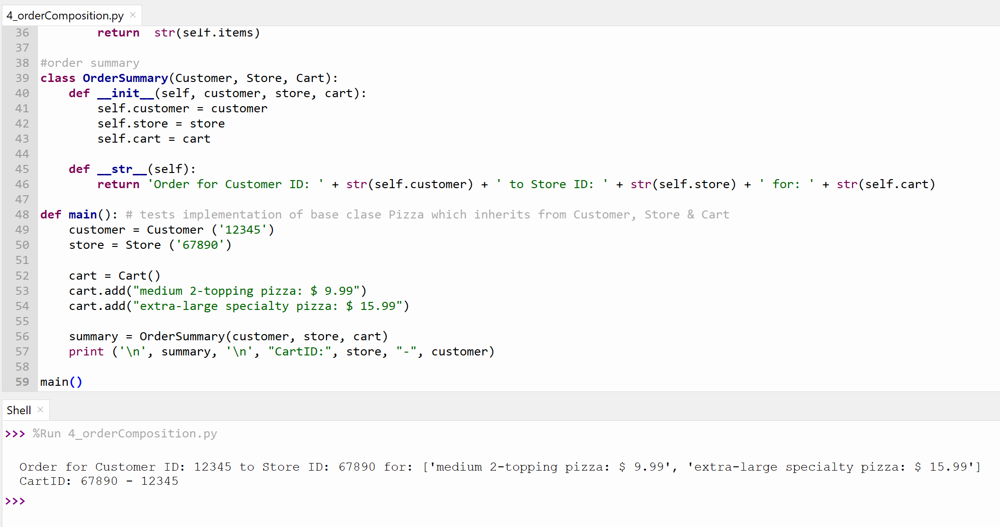 4_orderComposition.py
36         return  str(self.items)
37
38 #order summary
39 class OrderSummary(Customer, Store, Cart):
40     def __init__(self, customer, store, cart):
41         self.customer = customer
42         self.store = store
43         self.cart = cart
44
45     def __str__(self):
46         return 'Order for Customer ID: ' + str(self.customer) + ' to Store ID: ' + str(self.store) + ' for: ' + str(self.cart)
47
48 def main(): # tests implementation of base clase Pizza which inherits from Customer, Store & Cart
49     customer = Customer ('12345')
50     store = Store ('67890')
51
52     cart = Cart()
53     cart.add("medium 2-topping pizza: $ 9.99")
54     cart.add("extra-large specialty pizza: $ 15.99")
55
56     summary = OrderSummary(customer, store, cart)
57     print ('\n', summary, '\n', "CartID:", store, "-", customer)
58
59 main()
Shell
>>> %Run 4_orderComposition.py
Order for Customer ID: 12345 to Store ID: 67890 for: ['medium 2-topping pizza: $ 9.99', 'extra-large specialty pizza: $ 15.99']
CartID: 67890 - 12345
>>>